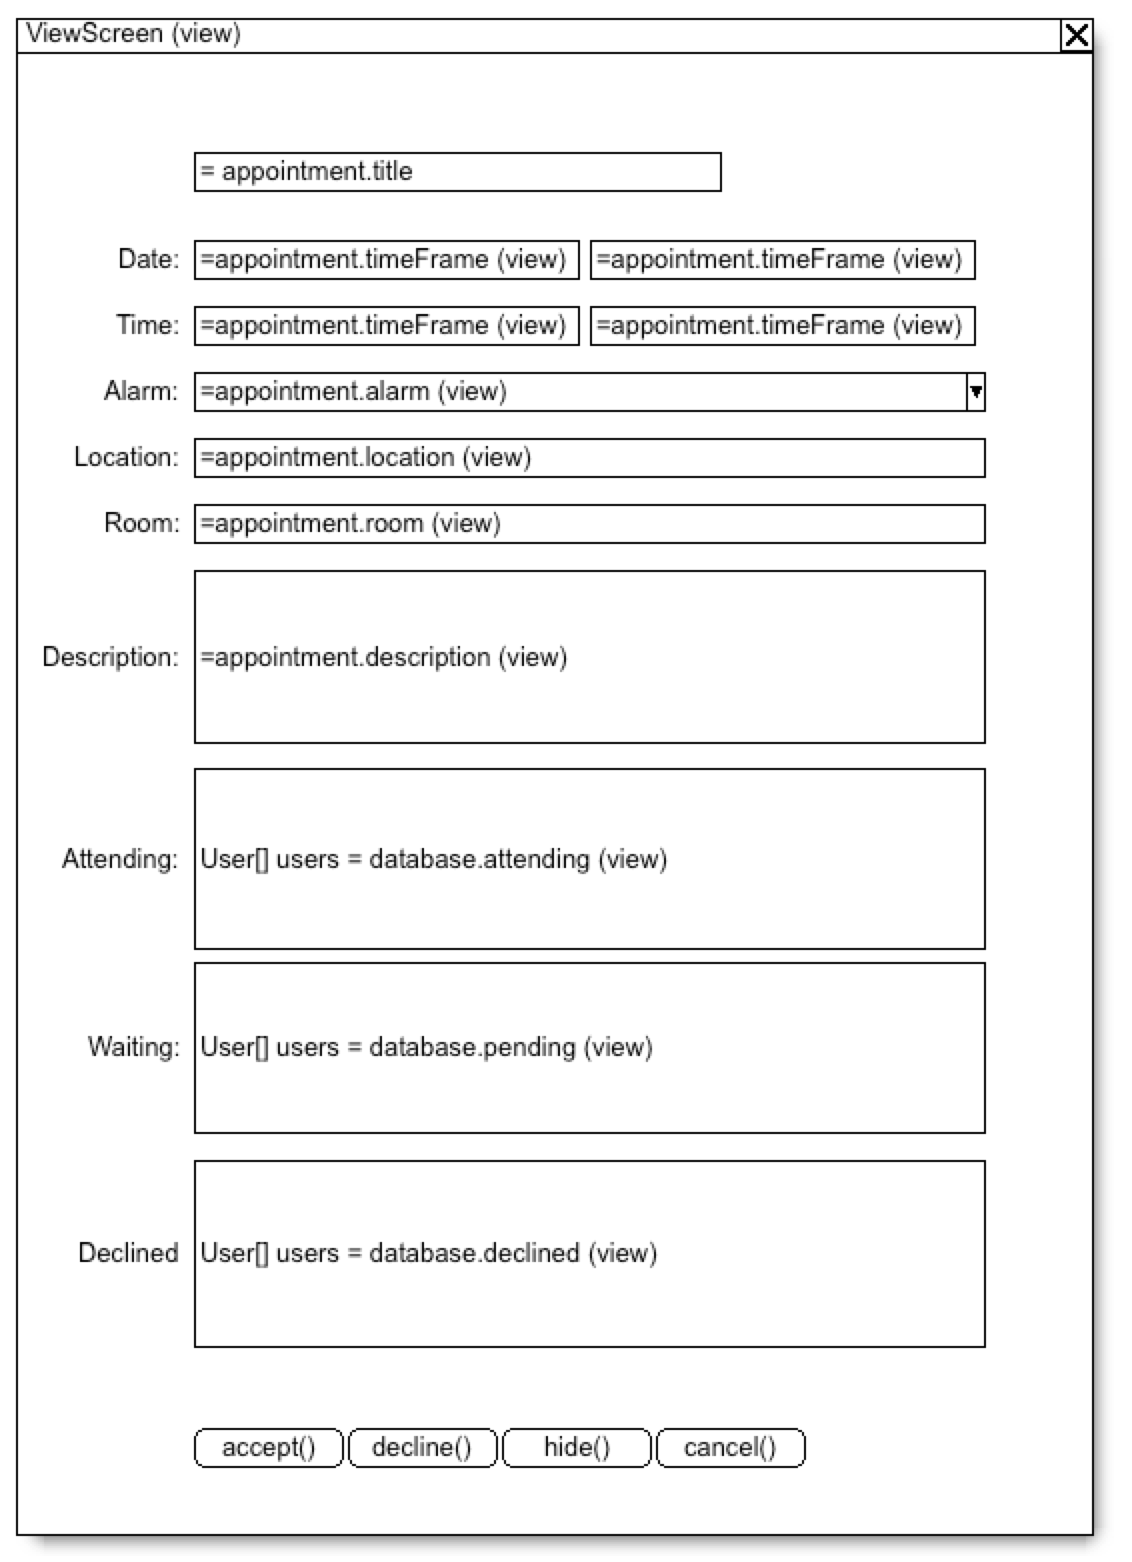 ViewScreen (view)
= appointment.title
Date: =appointment.timeFrame (view) =appointment.timeFrame (view)
Time: =appointment.timeFrame (view) =appointment.timeFrame (view)
Alarm: =appointment.alarm (view)
Location: =appointment.location (view)
Room: =appointment.room (view)
Description: =appointment.description (view)
Attending: User[] users = database.attending (view)
Waiting: User[] users = database.pending (view)
Declined User[] users = database.declined (view)
accept() decline() hide() cancel()